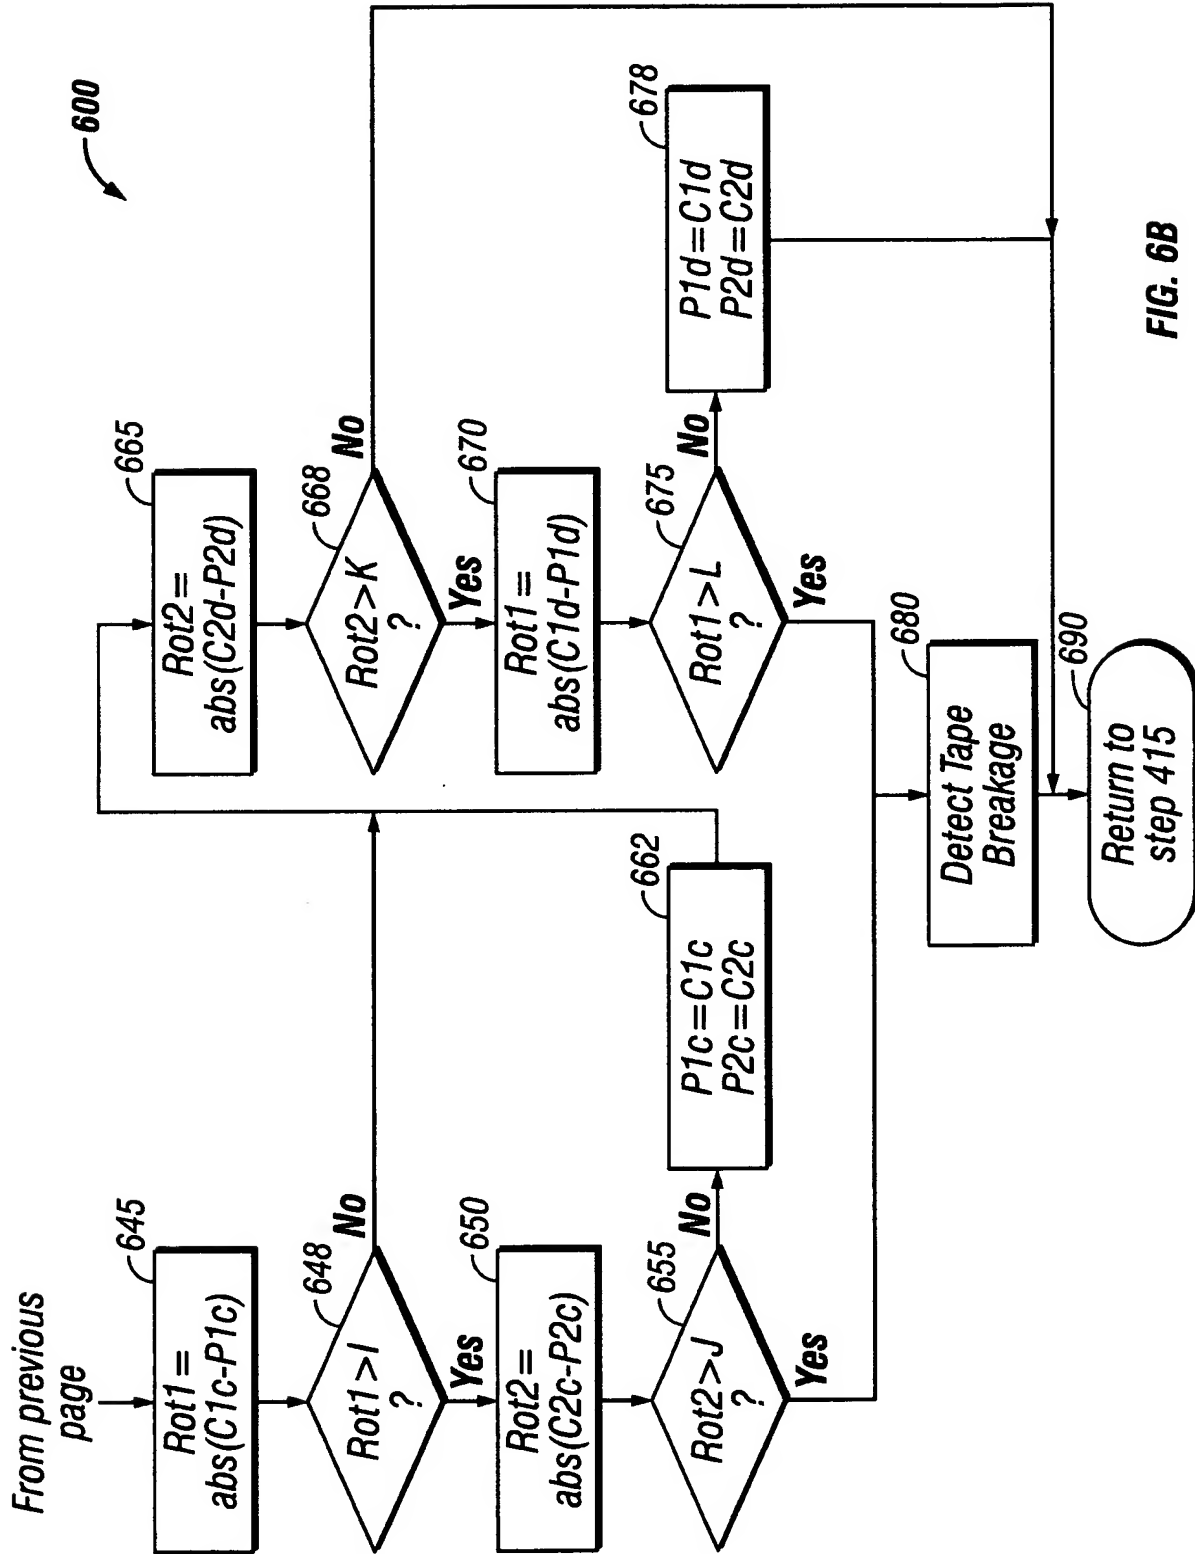 600
From previous
page
645
Rot1=
abs(C1c-P1c)
648
Rot1>I
?
No
Yes
650
Rot2=
abs(C2c-P2c)
655
Rot2>J
?
No
Yes
662
P1c=C1c
P2c=C2c
665
Rot2=
abs(C2d-P2d)
668
Rot2>K
?
No
Yes
670
Rot1=
abs(C1d-P1d)
675
Rot1>L
?
No
Yes
678
P1d=C1d
P2d=C2d
680
Detect Tape
Breakage
690
Return to
step 415
FIG. 6B